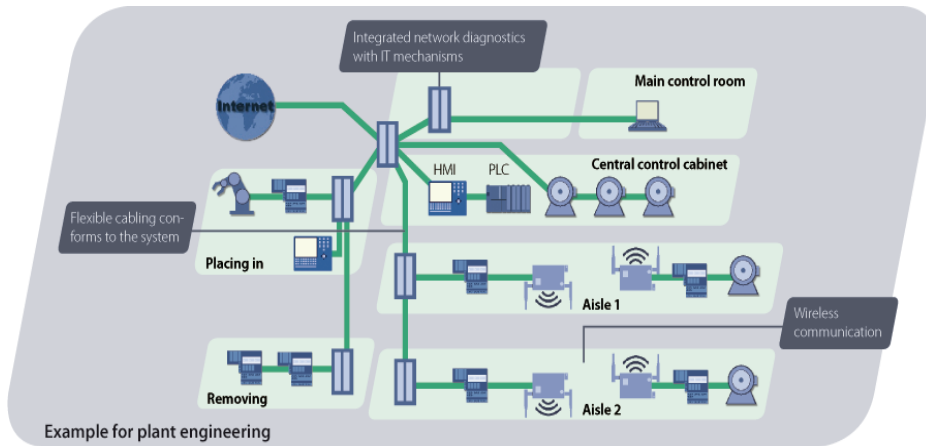 Integrated network diagnostics
with IT mechanisms
Main control room
Internet
HMI
PLC
Central control cabinet
Flexible cabling con-
forms to the system
Placing in
Aisle 1
Wireless
communication
Removing
Aisle 2
Example for plant engineering